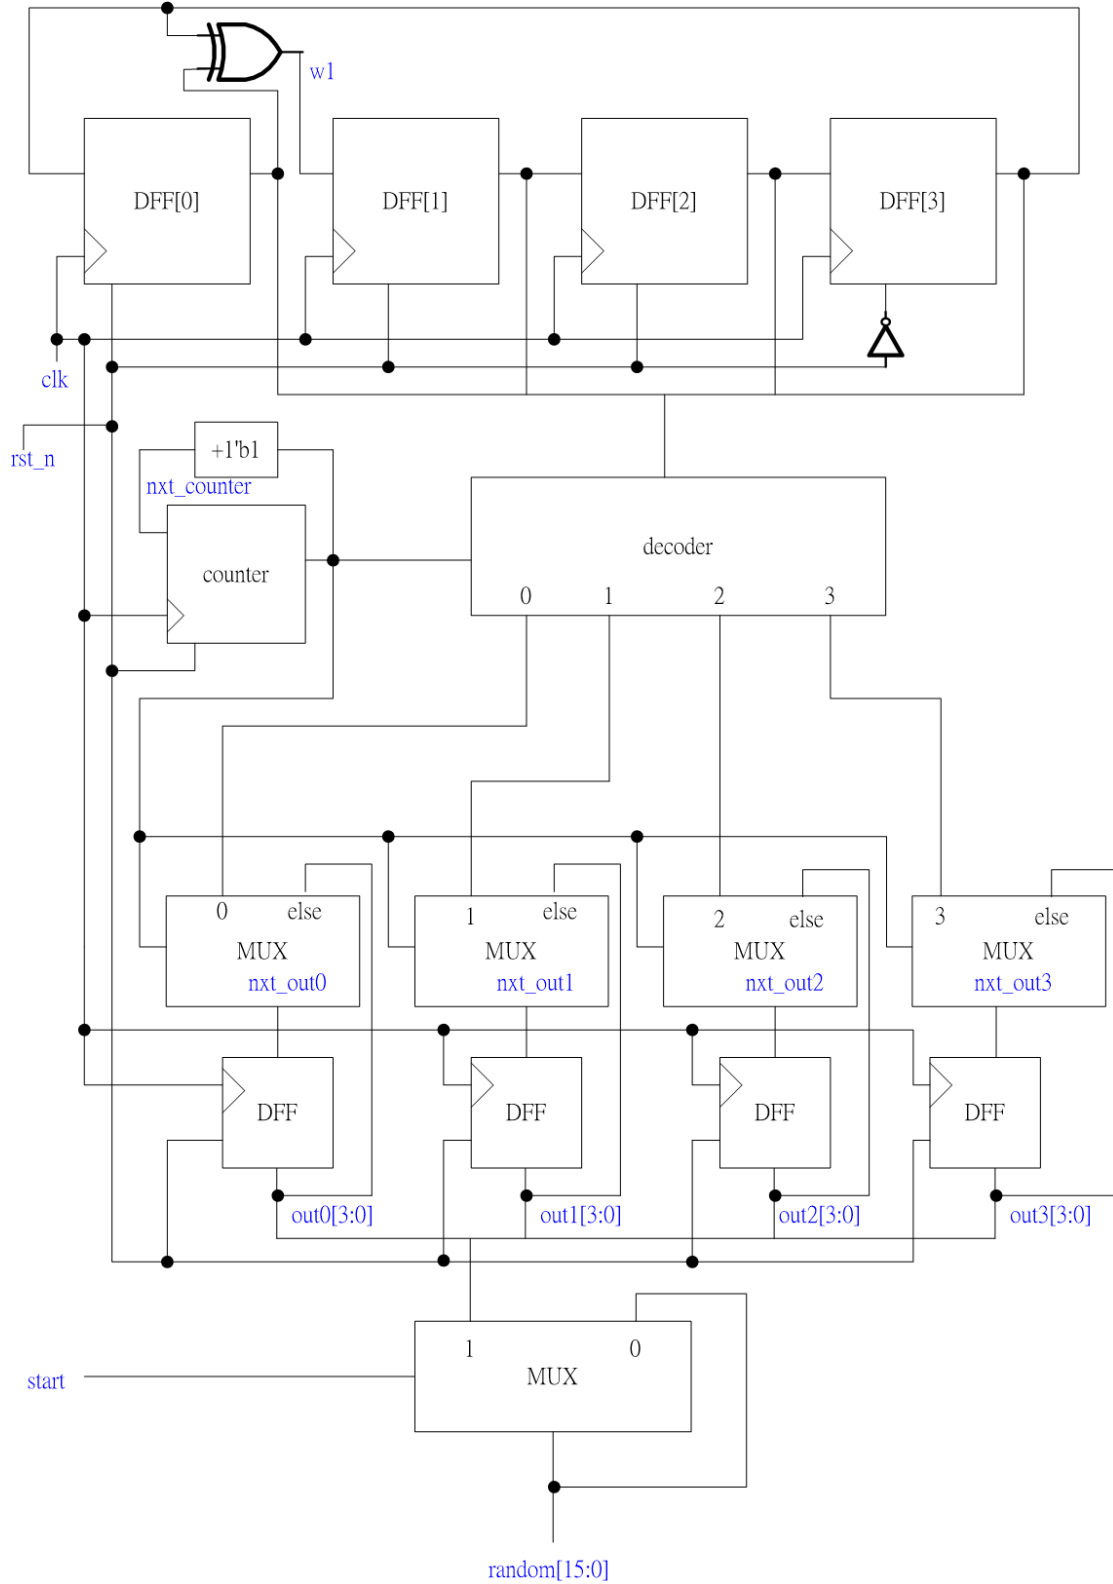 w1
DFF[0]
DFF[1]
DFF[2]
DFF[3]
clk
rst_n
+1'b1
nxt_counter
counter
decoder
0 1 2 3
0 else
MUX
nxt_out0
1 else
MUX
nxt_out1
2 else
MUX
nxt_out2
3 else
MUX
nxt_out3
DFF
DFF
DFF
DFF
out0[3:0]
out1[3:0]
out2[3:0]
out3[3:0]
1 0
MUX
start
random[15:0]